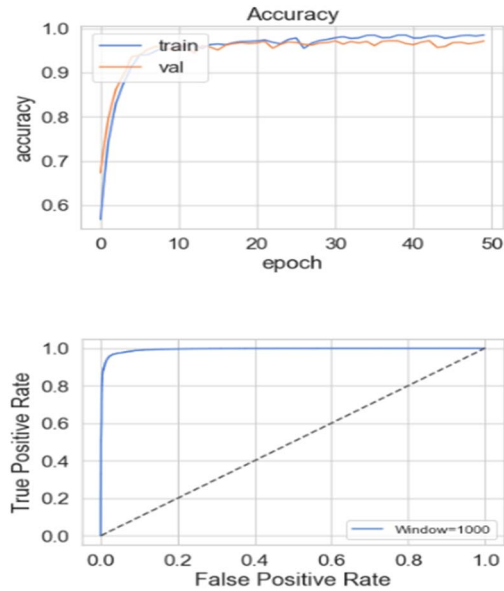 Accuracy
1.0
0.9
0.8
0.7
0.6
accuracy
train
val
0 10 20 30 40 50
epoch
1.0
0.8
0.6
0.4
0.2
0.0
True Positive Rate
Window=1000
0.0 0.2 0.4 0.6 0.8 1.0
False Positive Rate